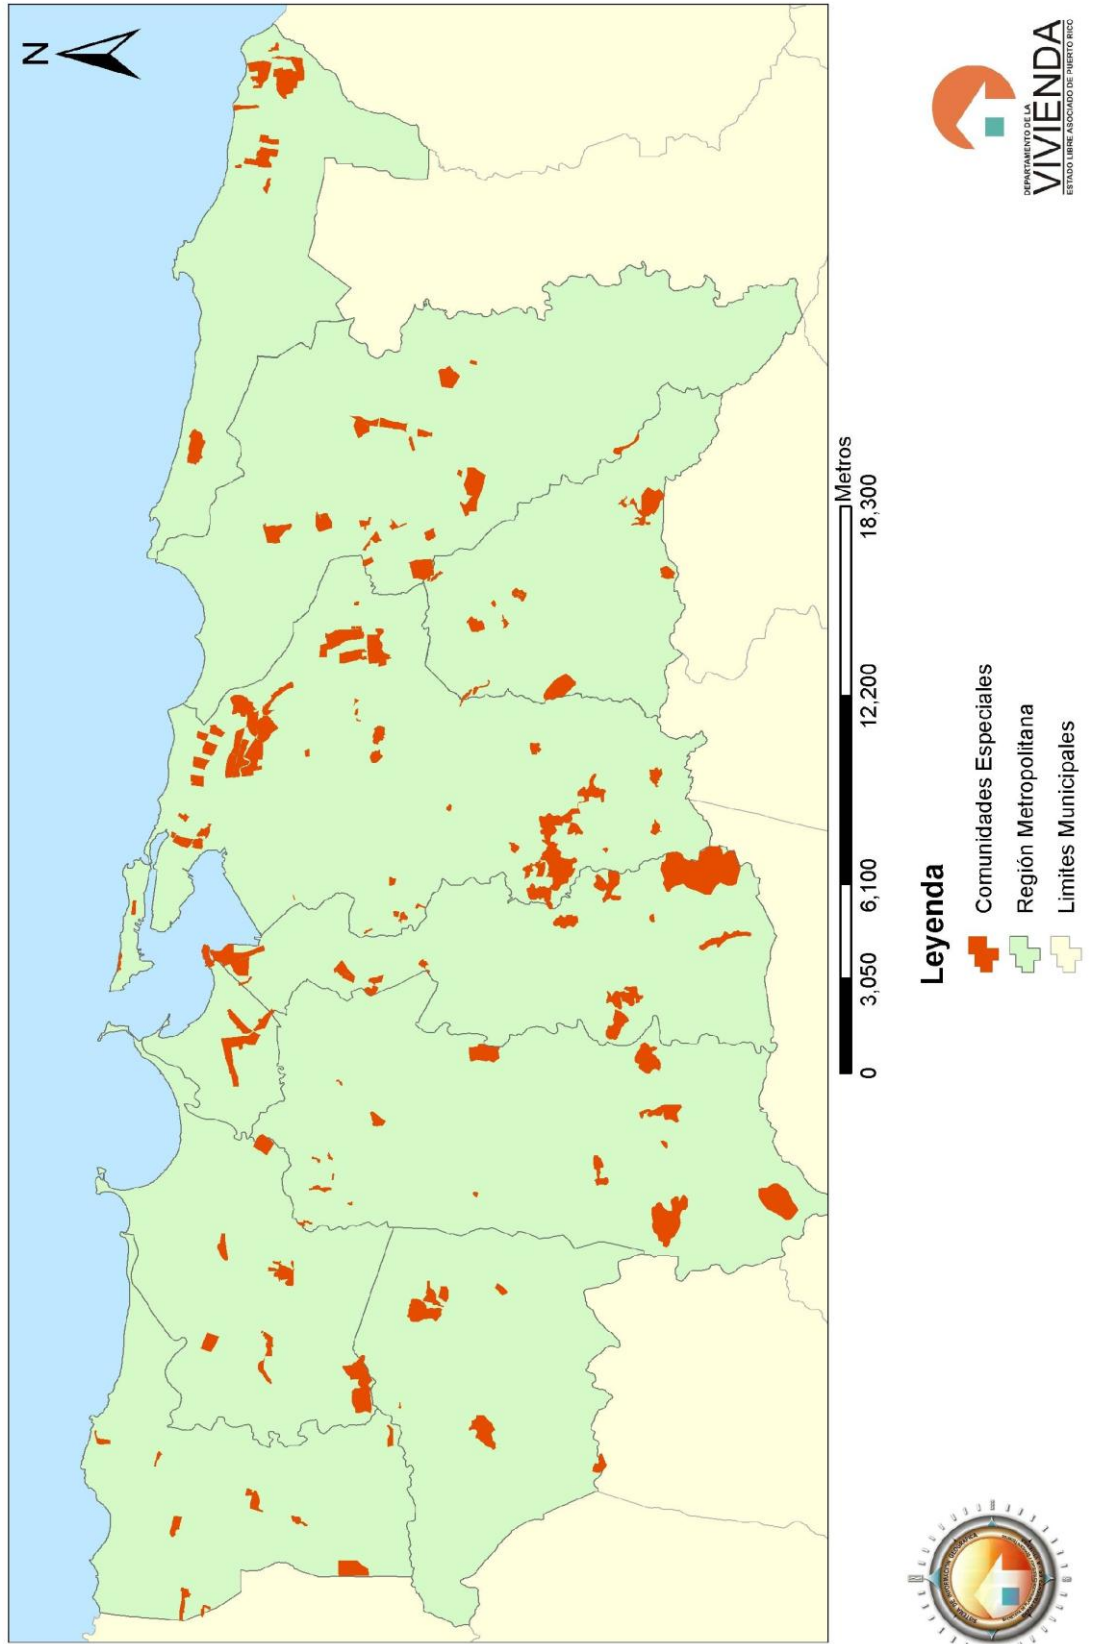 N
Metros
0 3,050 6,100 12,200 18,300
Leyenda
Comunidades Especiales
Región Metropolitana
Limites Municipales
DEPARTAMENTO DE LA
VIVIENDA
ESTADO LIBRE ASOCIADO DE PUERTO RICO